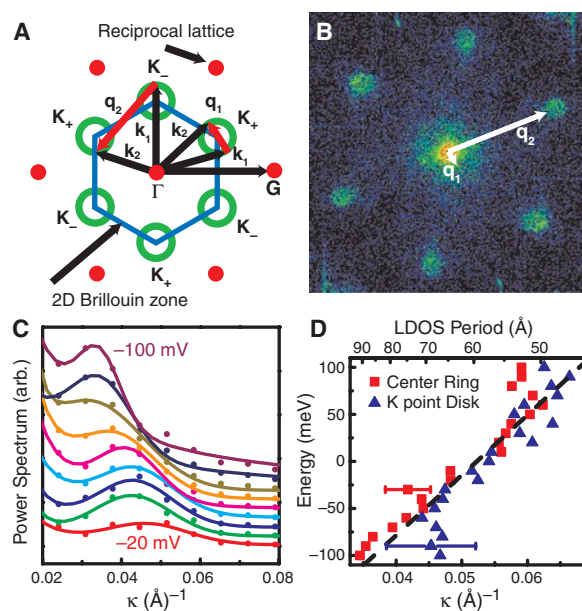 A
Reciprocal lattice
K₋
K₊
q₂
k₁
k₂
q₁
K₊
k₂
k₁
Γ
G
K₋
K₋
K₊
2D Brillouin zone
B
q₂
q₁
C
–100 mV
–20 mV
Power Spectrum (arb.)
0.02 0.04 0.06 0.08
κ (Å)⁻¹
D
LDOS Period (Å)
90 80 70 60 50
Center Ring
K point Disk
Energy (meV)
100
50
0
-50
-100
0.04 0.05 0.06
κ (Å)⁻¹